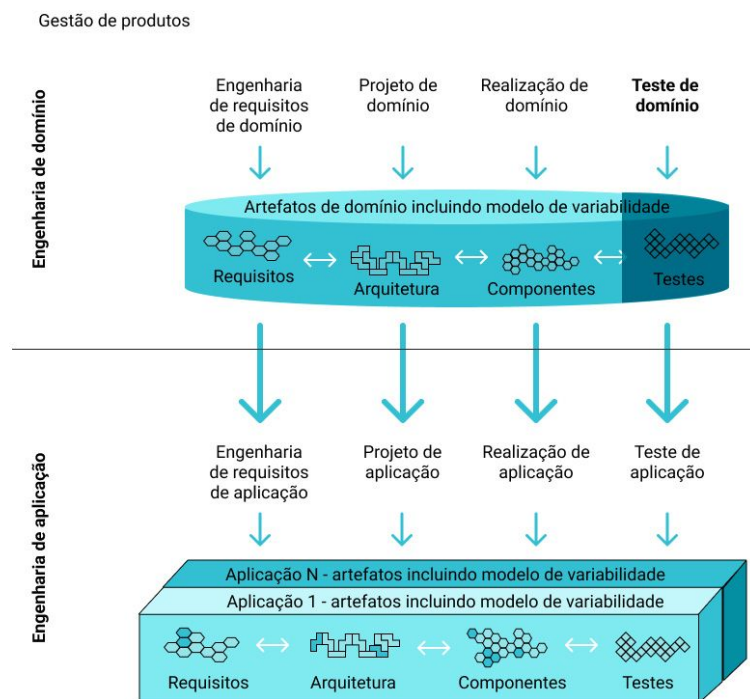 Gestão de produtos
Engenharia de domínio
Engenharia
de requisitos
de domínio
Projeto de
domínio
Realização de
domínio
Teste de
domínio
Artefatos de domínio incluindo modelo de variabilidade
Requisitos
Arquitetura
Componentes
Testes
Engenharia de aplicação
Engenharia
de requisitos
de aplicação
Projeto de
aplicação
Realização de
aplicação
Teste de
aplicação
Aplicação N - artefatos incluindo modelo de variabilidade
Aplicação 1 - artefatos incluindo modelo de variabilidade
Requisitos
Arquitetura
Componentes
Testes